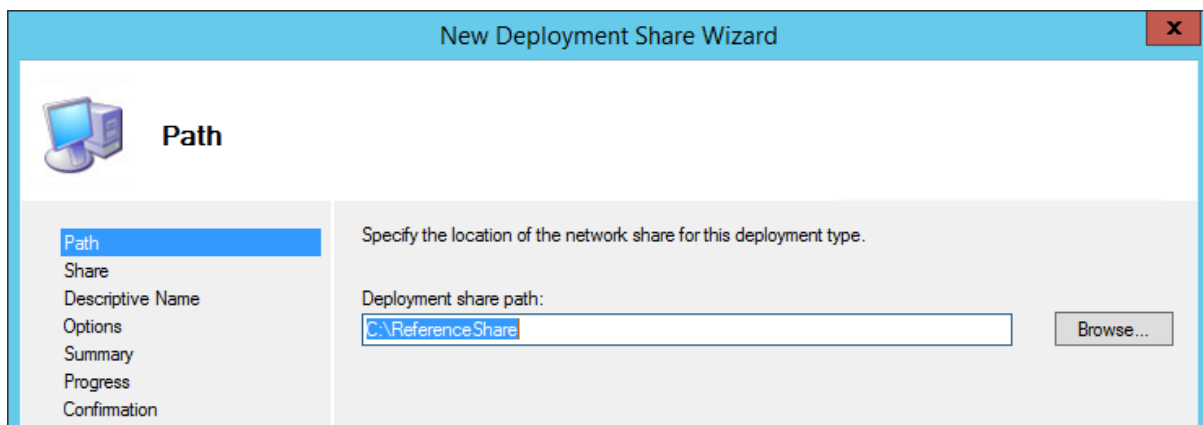 New Deployment Share Wizard
x
Path
Path
Share
Descriptive Name
Options
Summary
Progress
Confirmation
Specify the location of the network share for this deployment type.
Deployment share path:
C:\ReferenceShare
Browse...